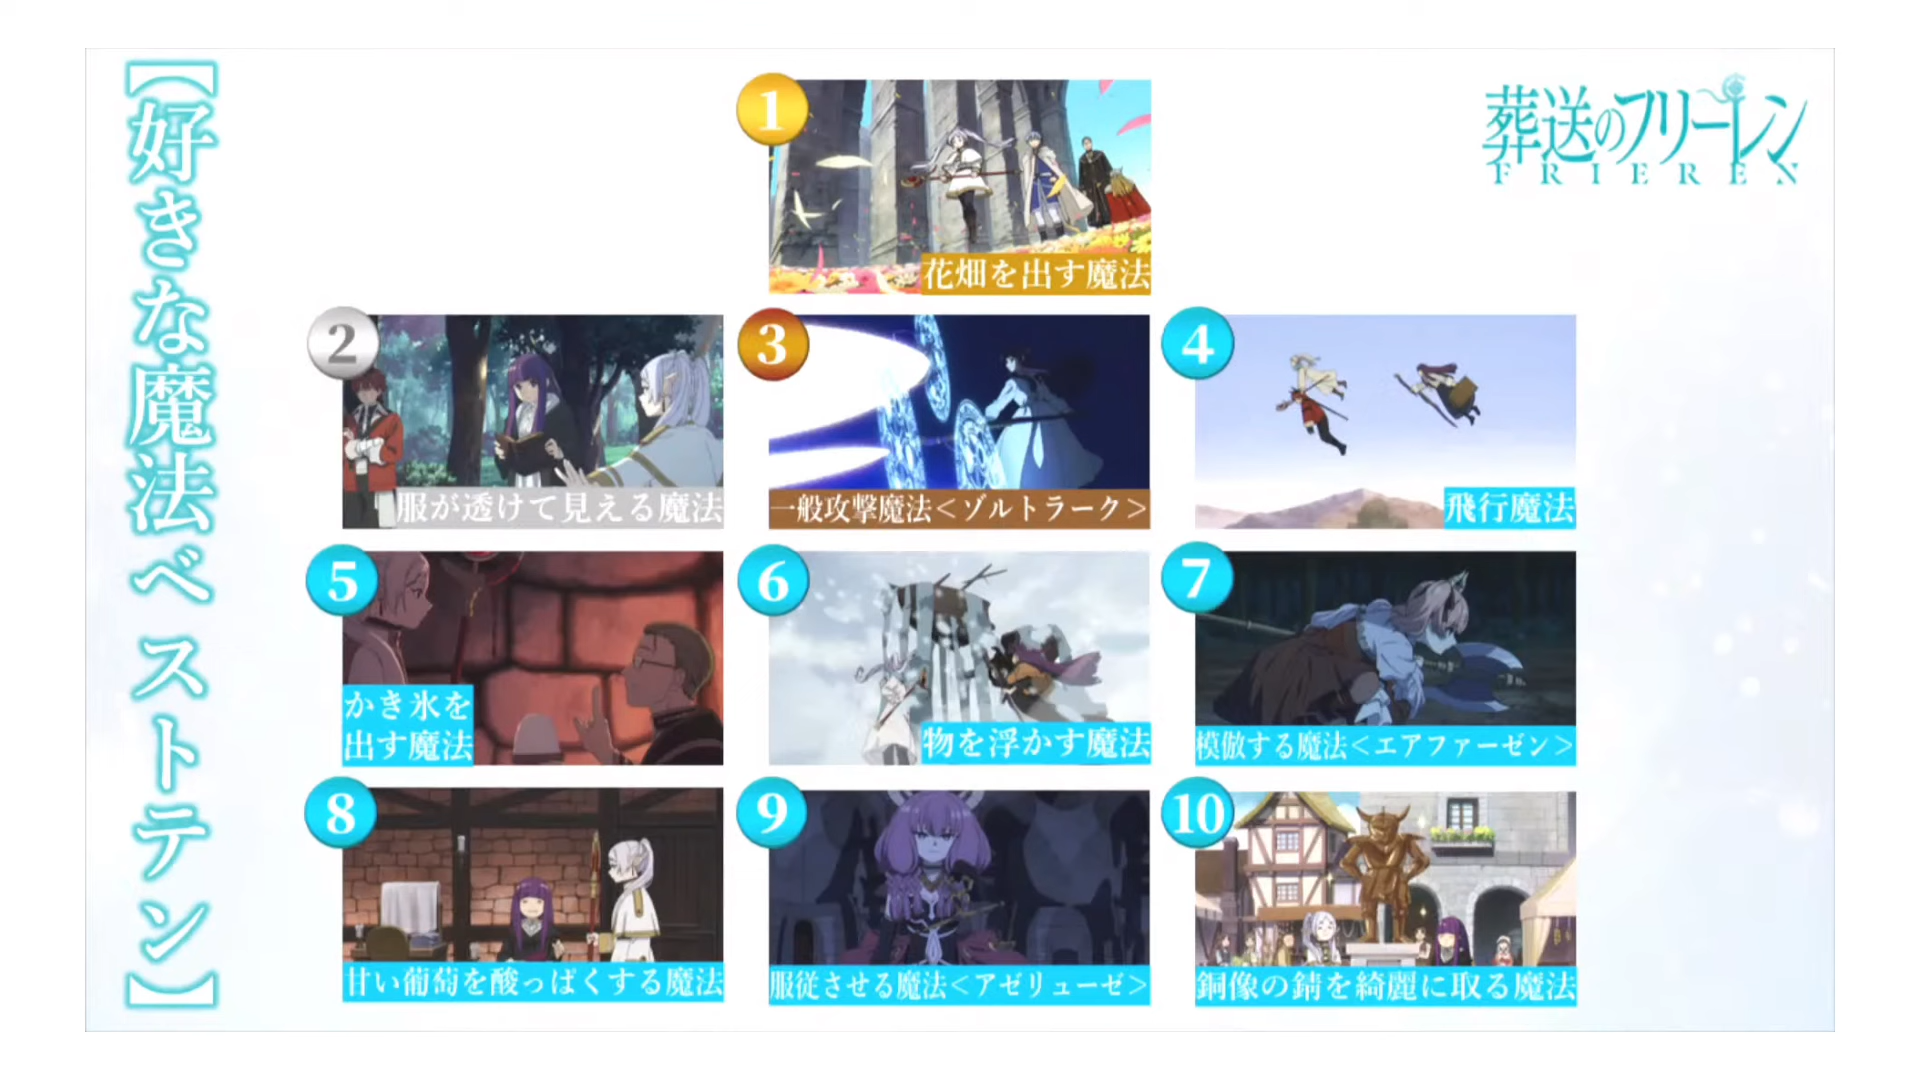 【好きな魔法ベストテン】
葬送のフリーレン
FRIEREN
1
花畑を出す魔法
2
服が透けて見える魔法
3
一般攻撃魔法＜ゾルトラーク＞
4
飛行魔法
5
かき氷を
出す魔法
6
物を浮かす魔法
7
模倣する魔法＜エアファーゼン＞
8
甘い葡萄を酸っぱくする魔法
9
服従させる魔法＜アゼリューゼ＞
10
銅像の錆を綺麗に取る魔法